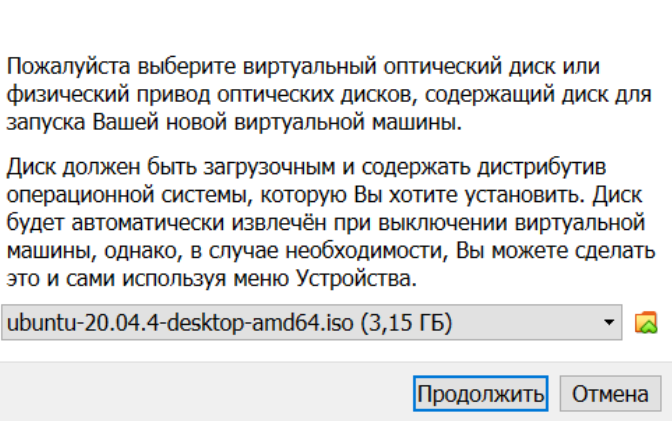 Пожалуйста выберите виртуальный оптический диск или
физический привод оптических дисков, содержащий диск для
запуска Вашей новой виртуальной машины.
Диск должен быть загрузочным и содержать дистрибутив
операционной системы, которую Вы хотите установить. Диск
будет автоматически извлечён при выключении виртуальной
машины, однако, в случае необходимости, Вы можете сделать
это и сами используя меню Устройства.
ubuntu-20.04.4-desktop-amd64.iso (3,15 ГБ)
Продолжить Отмена